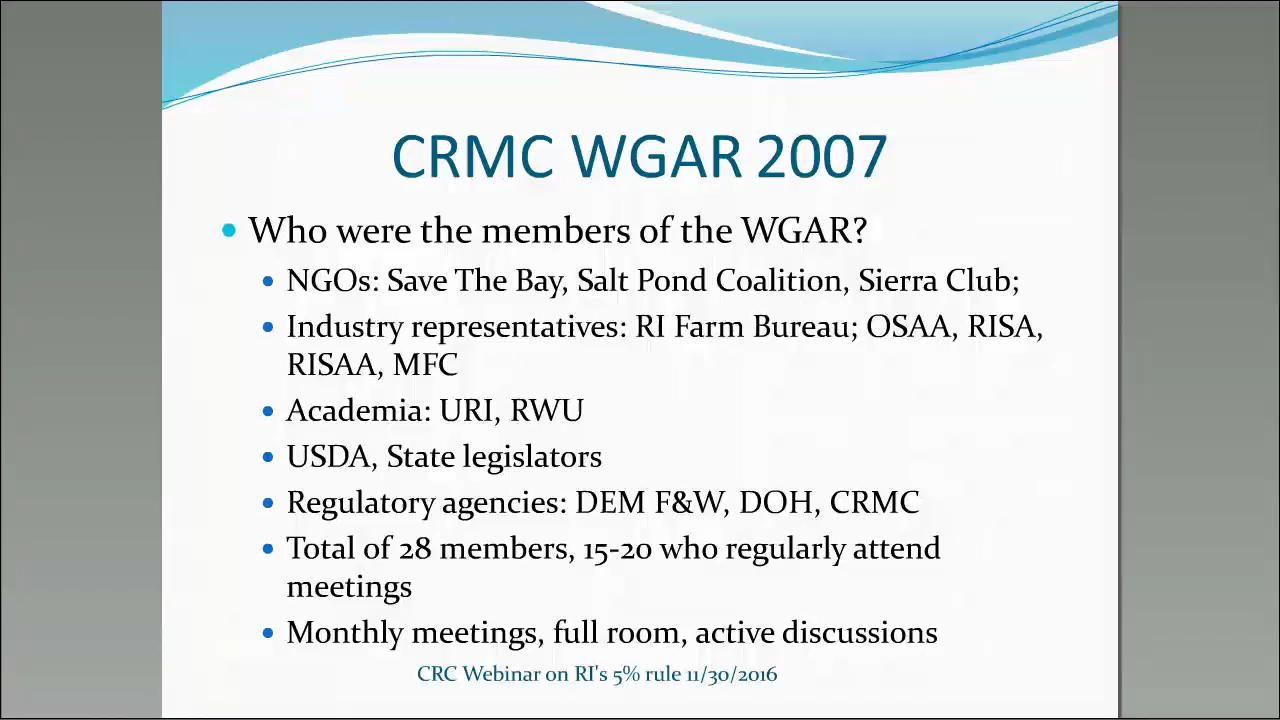 CRMC WGAR 2007
Who were the members of the WGAR?
NGOs: Save The Bay, Salt Pond Coalition, Sierra Club;
Industry representatives: RI Farm Bureau; OSAA, RISA,
RISAA, MFC
Academia: URI, RWU
USDA, State legislators
Regulatory agencies: DEM F&W, DOH, CRMC
Total of 28 members, 15-20 who regularly attend
meetings
Monthly meetings, full room, active discussions
CRC Webinar on RI's 5% rule 11/30/2016